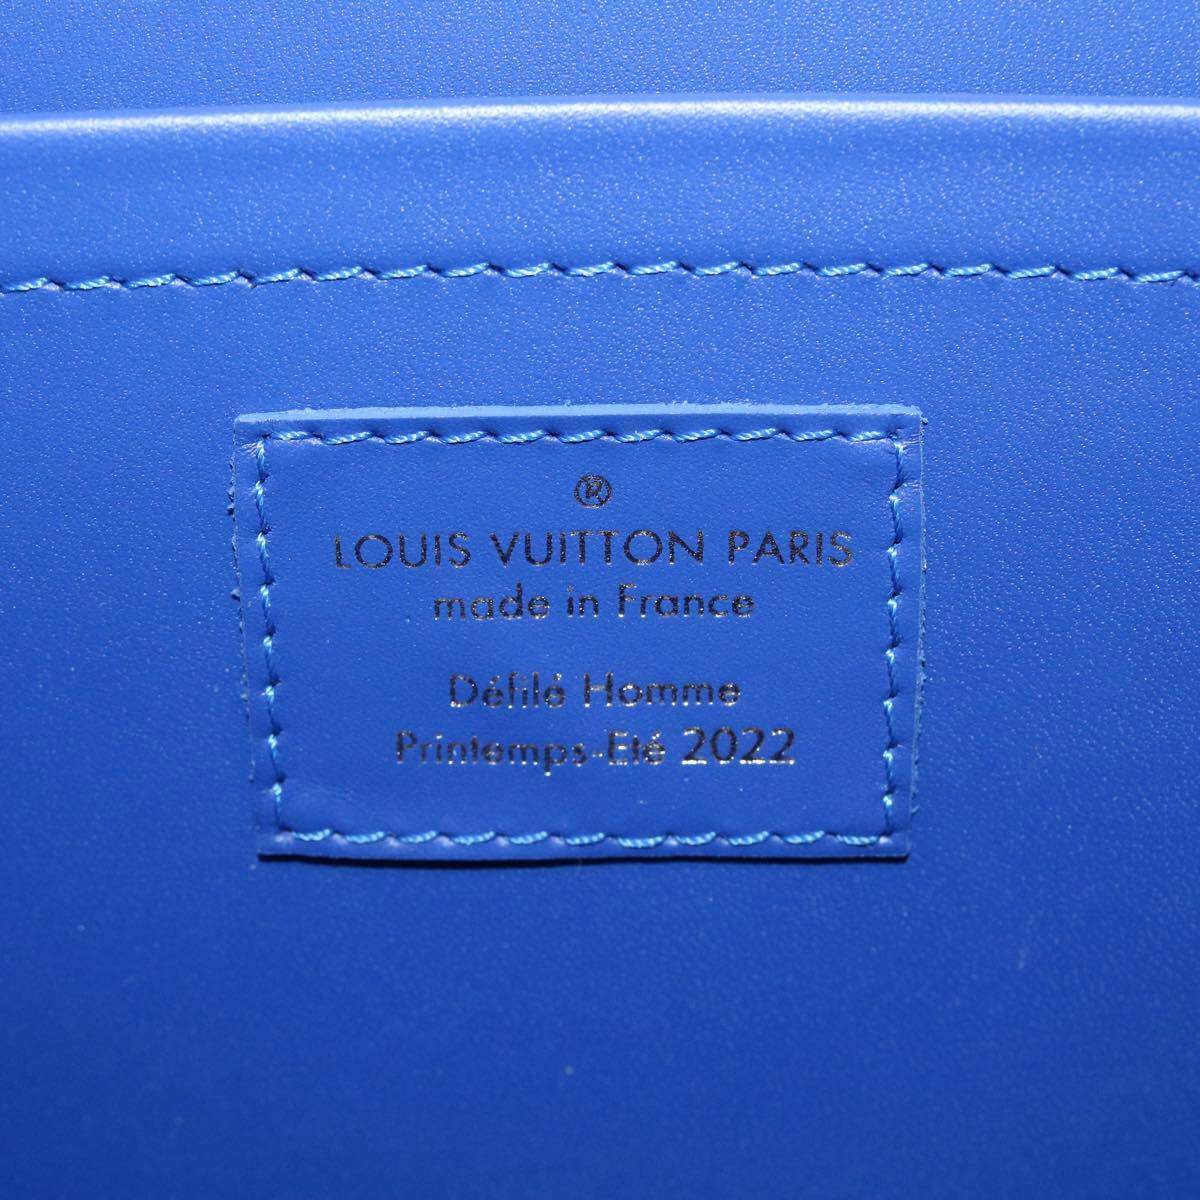 ®
LOUIS VUITTON PARIS
made in France
Défilé Homme
Printemps-Eté 2022